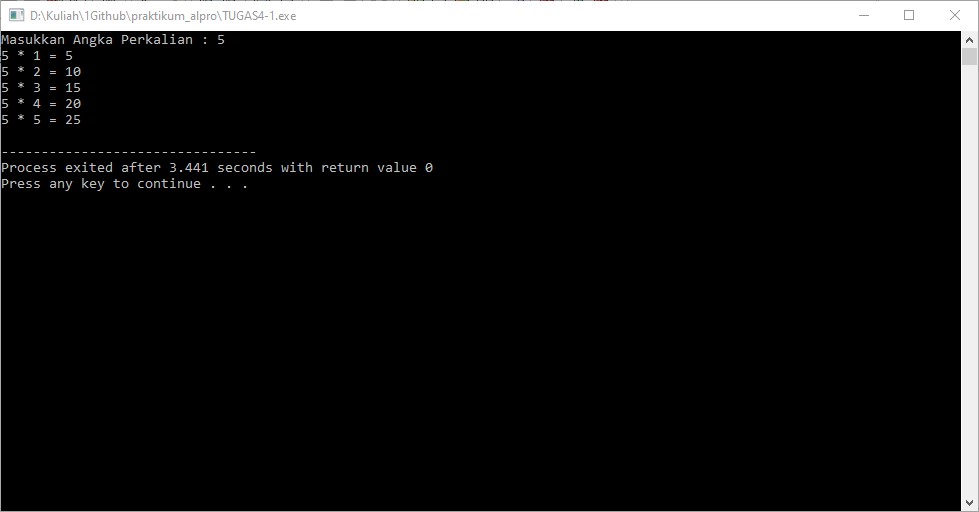 D:\Kuliah\1Github\praktikum_alpro\TUGAS4-1.exe
Masukkan Angka Perkalian : 5
5 * 1 = 5
5 * 2 = 10
5 * 3 = 15
5 * 4 = 20
5 * 5 = 25
--------------------------------
Process exited after 3.441 seconds with return value 0
Press any key to continue . . .